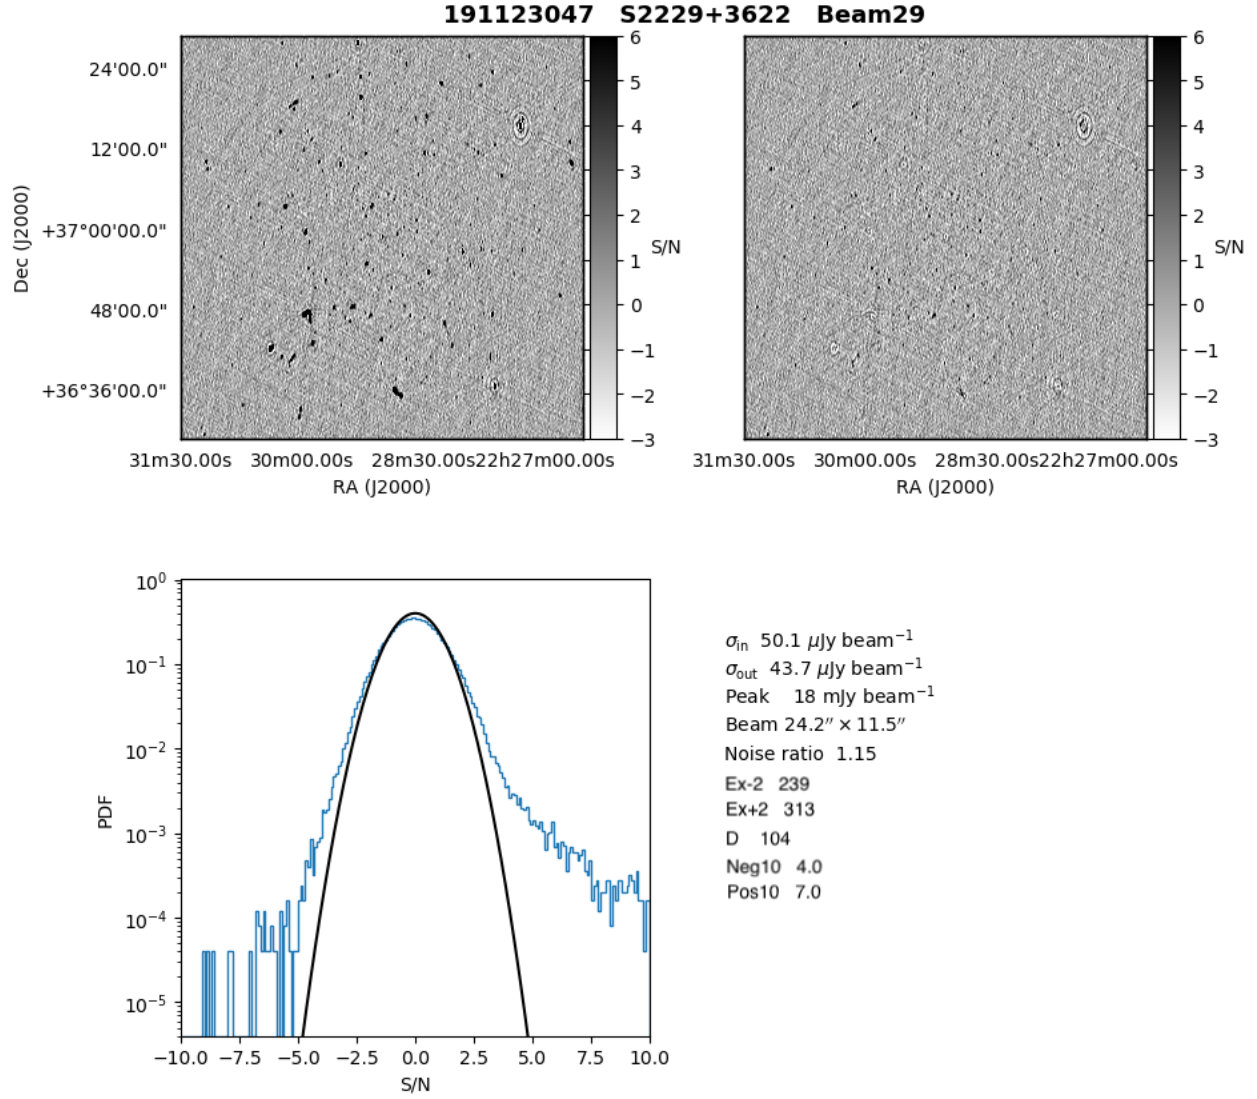 191123047 S2229+3622 Beam29
24'00.0"
12'00.0"
+37°00'00.0"
48'00.0"
+36°36'00.0"
Dec (J2000)
31m30.00s 30m00.00s 28m30.00s 22h27m00.00s
RA (J2000)
6
5
4
3
2
1
0
−1
−2
−3
S/N
31m30.00s 30m00.00s 28m30.00s 22h27m00.00s
RA (J2000)
6
5
4
3
2
1
0
−1
−2
−3
S/N
10⁰
10⁻¹
10⁻²
10⁻³
10⁻⁴
10⁻⁵
PDF
−10.0 −7.5 −5.0 −2.5 0.0 2.5 5.0 7.5 10.0
S/N
σin 50.1 μJy beam⁻¹
σout 43.7 μJy beam⁻¹
Peak 18 mJy beam⁻¹
Beam 24.2″ × 11.5″
Noise ratio 1.15
Ex-2 239
Ex+2 313
D 104
Neg10 4.0
Pos10 7.0